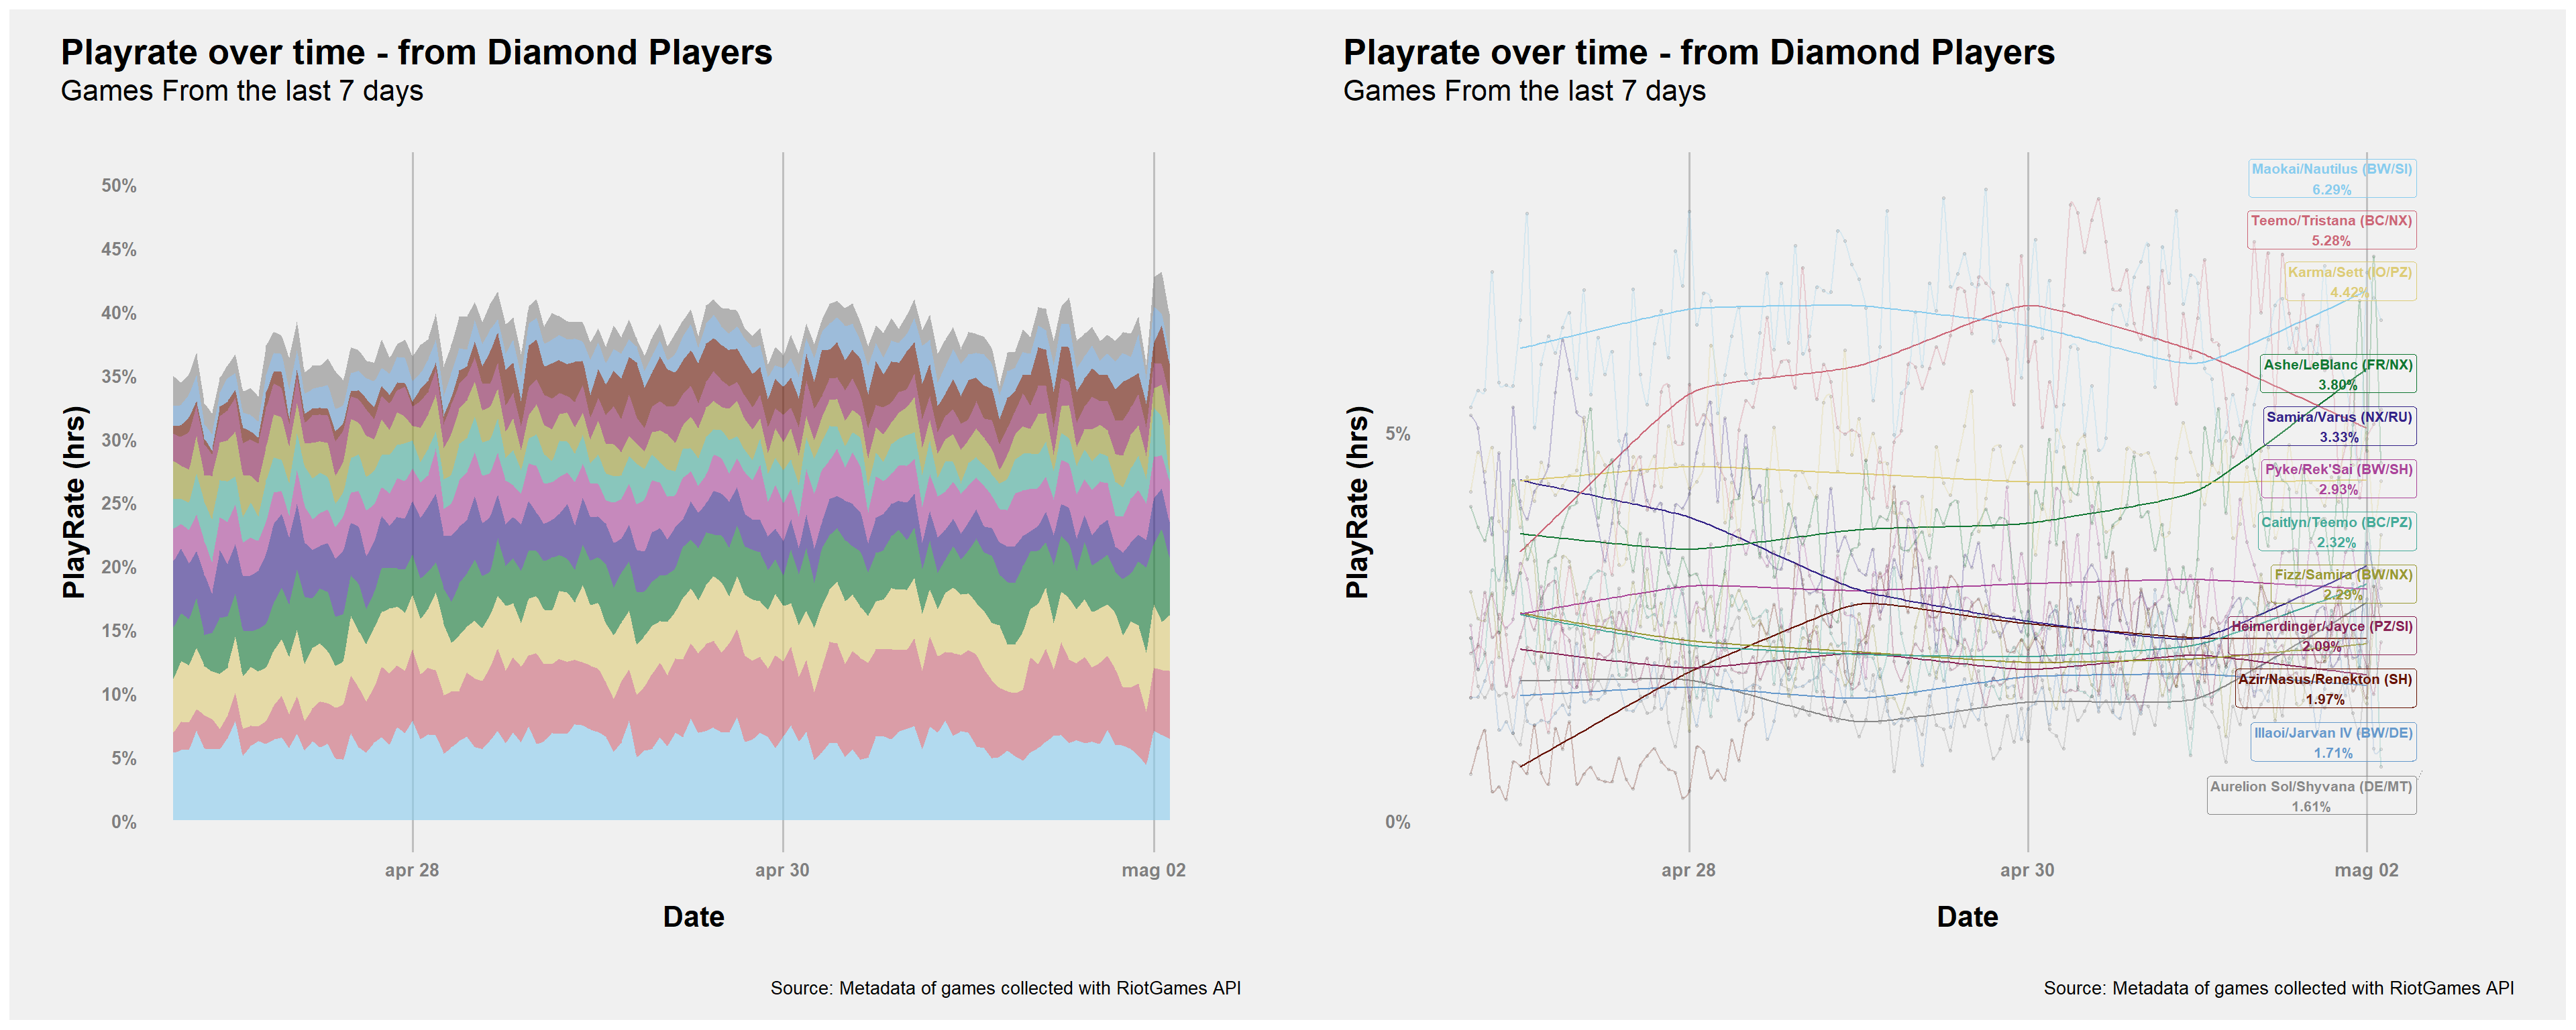 Playrate over time - from Diamond Players
Games From the last 7 days
PlayRate (hrs)
50%
45%
40%
35%
30%
25%
20%
15%
10%
5%
0%
apr 28
apr 30
mag 02
Date
Source: Metadata of games collected with RiotGames API
Playrate over time - from Diamond Players
Games From the last 7 days
PlayRate (hrs)
5%
0%
Maokai/Nautilus (BW/SI)
6.29%
Teemo/Tristana (BC/NX)
5.28%
Karma/Sett (IO/PZ)
4.42%
Ashe/LeBlanc (FR/NX)
3.80%
Samira/Varus (NX/RU)
3.33%
Pyke/Rek'Sai (BW/SH)
2.93%
Caitlyn/Teemo (BC/PZ)
2.32%
Fizz/Samira (BW/NX)
2.29%
Heimerdinger/Jayce (PZ/SI)
2.09%
Azir/Nasus/Renekton (SH)
1.97%
Illaoi/Jarvan IV (BW/DE)
1.71%
Aurelion Sol/Shyvana (DE/MT)
1.61%
apr 28
apr 30
mag 02
Date
Source: Metadata of games collected with RiotGames API